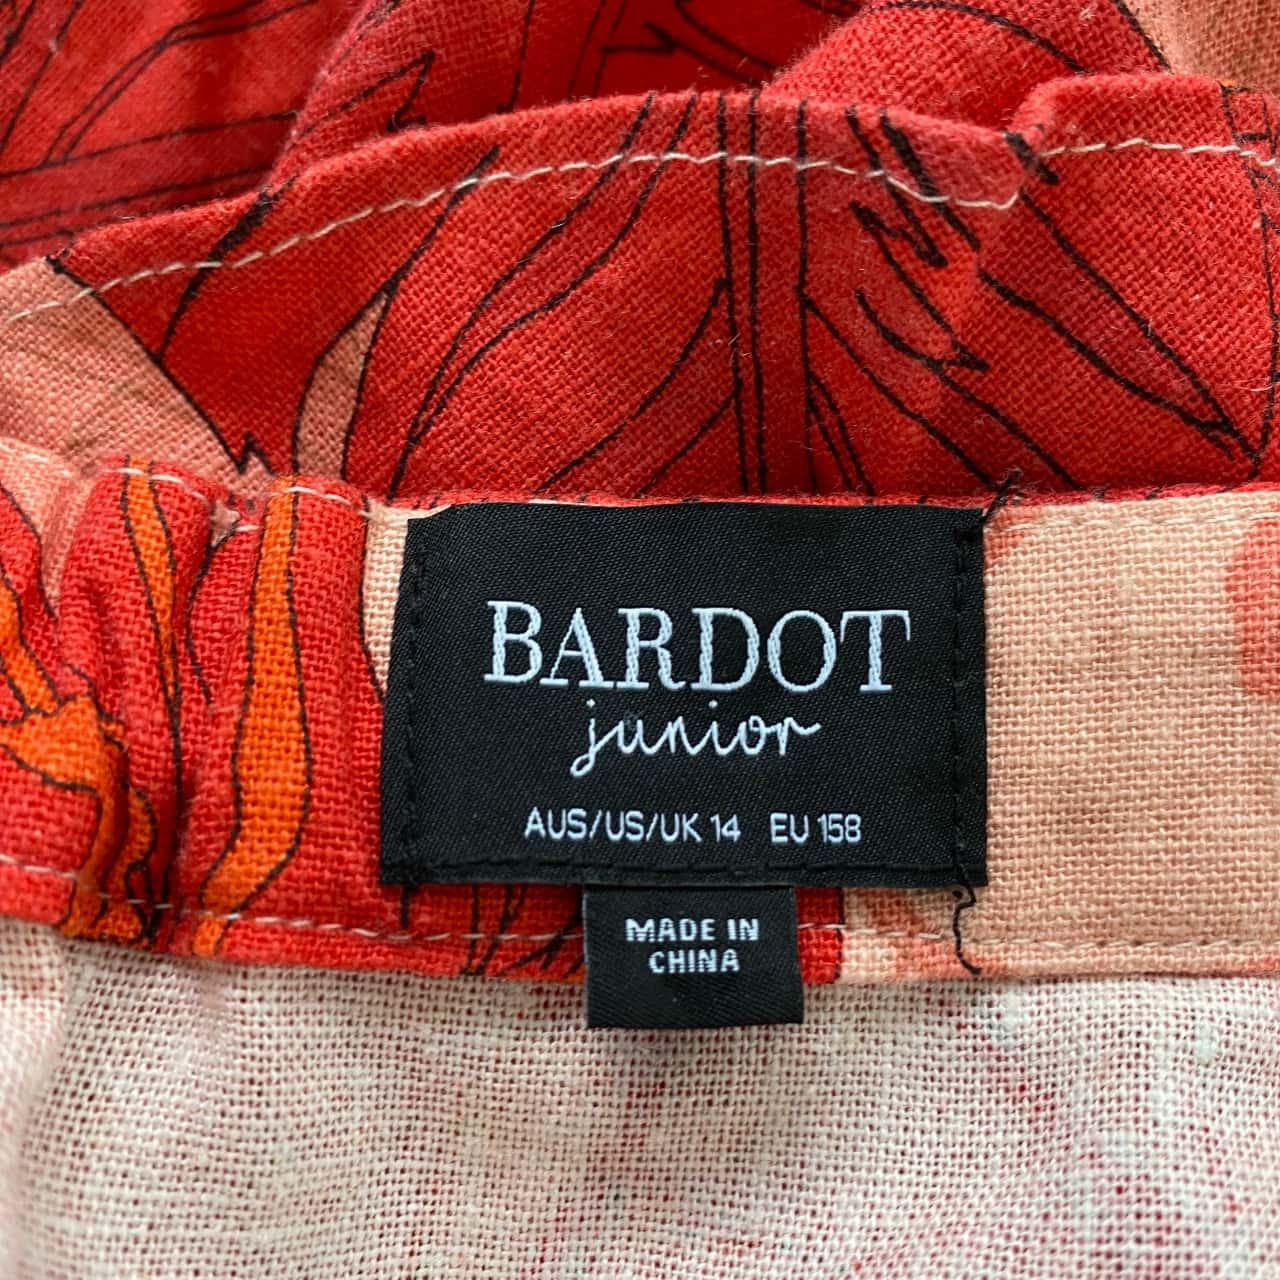 BARDOT
junior
AUS/US/UK 14 EU 158
MADE IN
CHINA